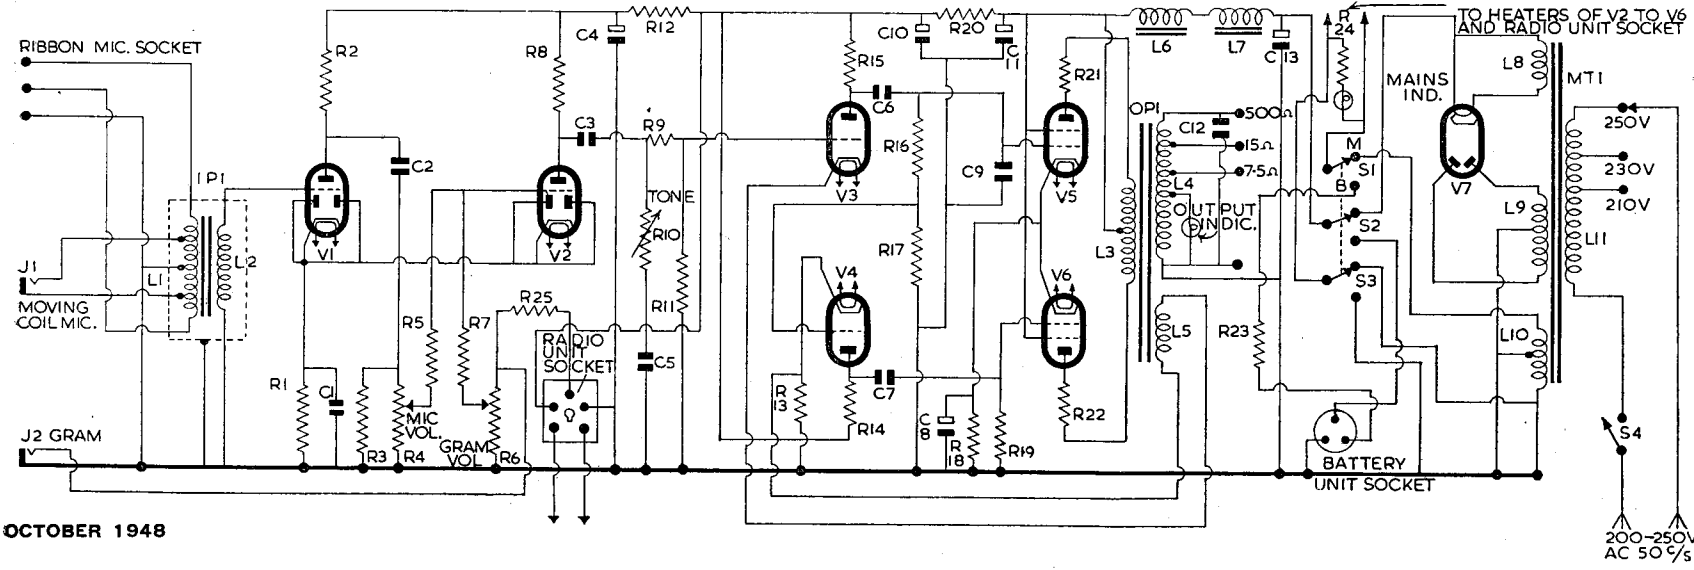 RIBBON MIC. SOCKET
J1
MOVING
COIL MIC.
J2 GRAM
OCTOBER 1948
IP1
L1
L2
R2
V1
R1
C1
C2
R3
R4
MIC
VOL.
R5
R7
GRAM
VOL
R6
R8
V2
C3
R9
C4
R12
TONE
R10
R11
C5
R25
RADIO
UNIT
SOCKET
R15
C6
V3
R16
R17
V4
C7
R
13
R14
C10
R20
C
11
C9
C
8
R
18
R19
R21
V5
V6
R22
L3
OP1
L4
L5
C12
500Ω
15Ω
7·5Ω
OUTPUT
INDIC.
L6
L7
C 13
R
24
TO HEATERS OF V2 TO V6
AND RADIO UNIT SOCKET
MAINS
IND.
M
S1
B
S2
S3
R23
BATTERY
UNIT SOCKET
V7
L8
L9
L10
MT1
L11
250V
230V
210V
S4
200-250V
AC 50 C/S